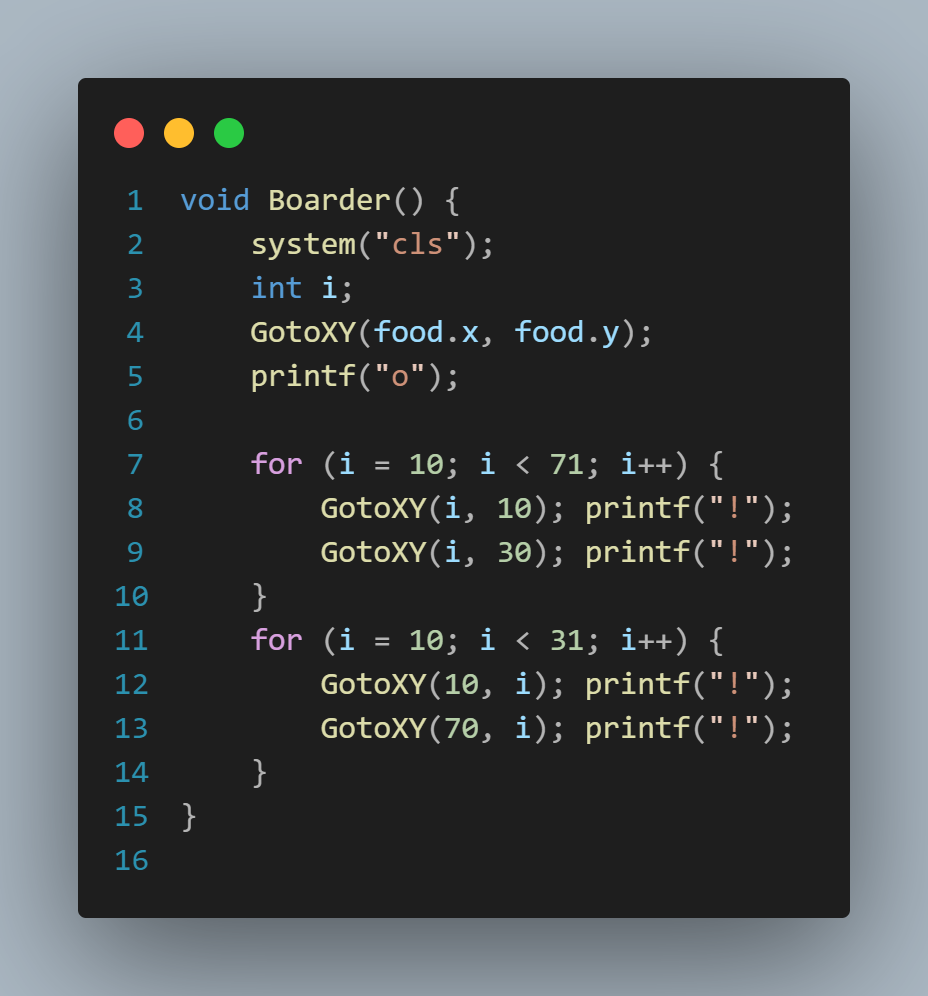 1 void Boarder() {
2     system("cls");
3     int i;
4     GotoXY(food.x, food.y);
5     printf("o");
6
7     for (i = 10; i < 71; i++) {
8         GotoXY(i, 10); printf("!");
9         GotoXY(i, 30); printf("!");
10     }
11     for (i = 10; i < 31; i++) {
12         GotoXY(10, i); printf("!");
13         GotoXY(70, i); printf("!");
14     }
15 }
16